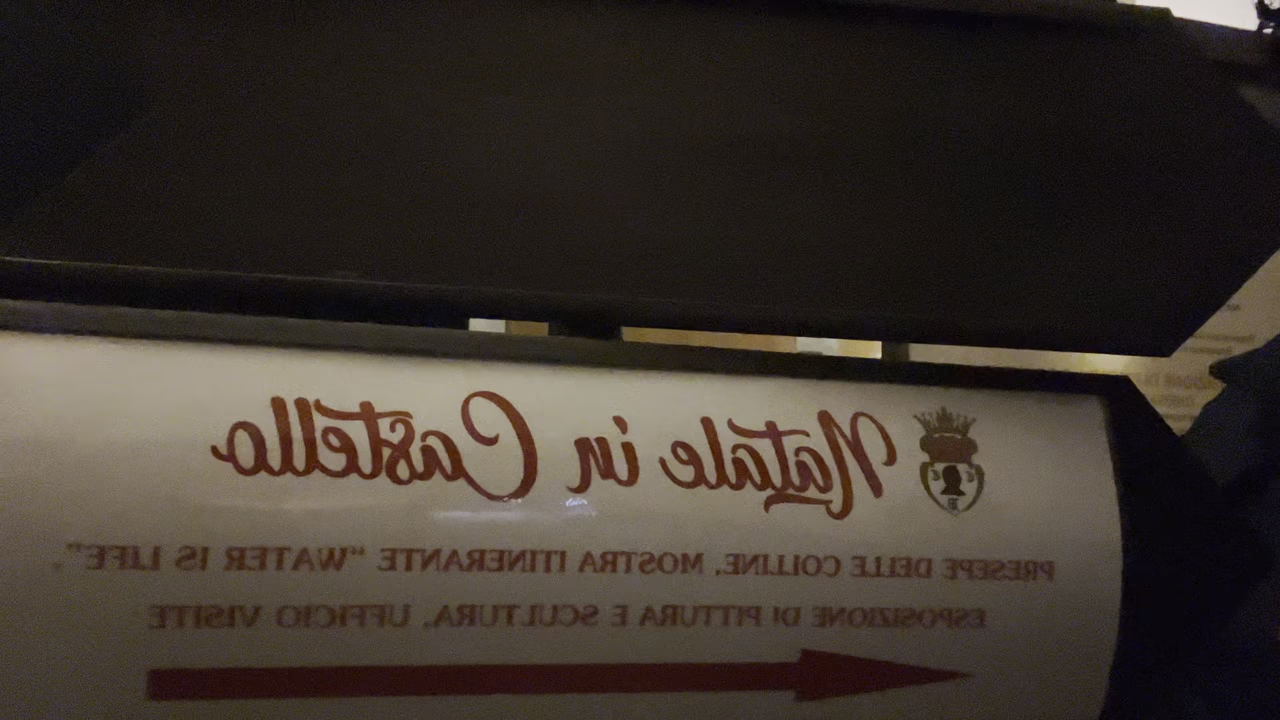 Natale in Castello
PRESEPE DELLE COLLINE, MOSTRA ITINERANTE "WATER IS LIFE".
ESPOSIZIONE DI PITTURA E SCULTURA, UFFICIO VISITE